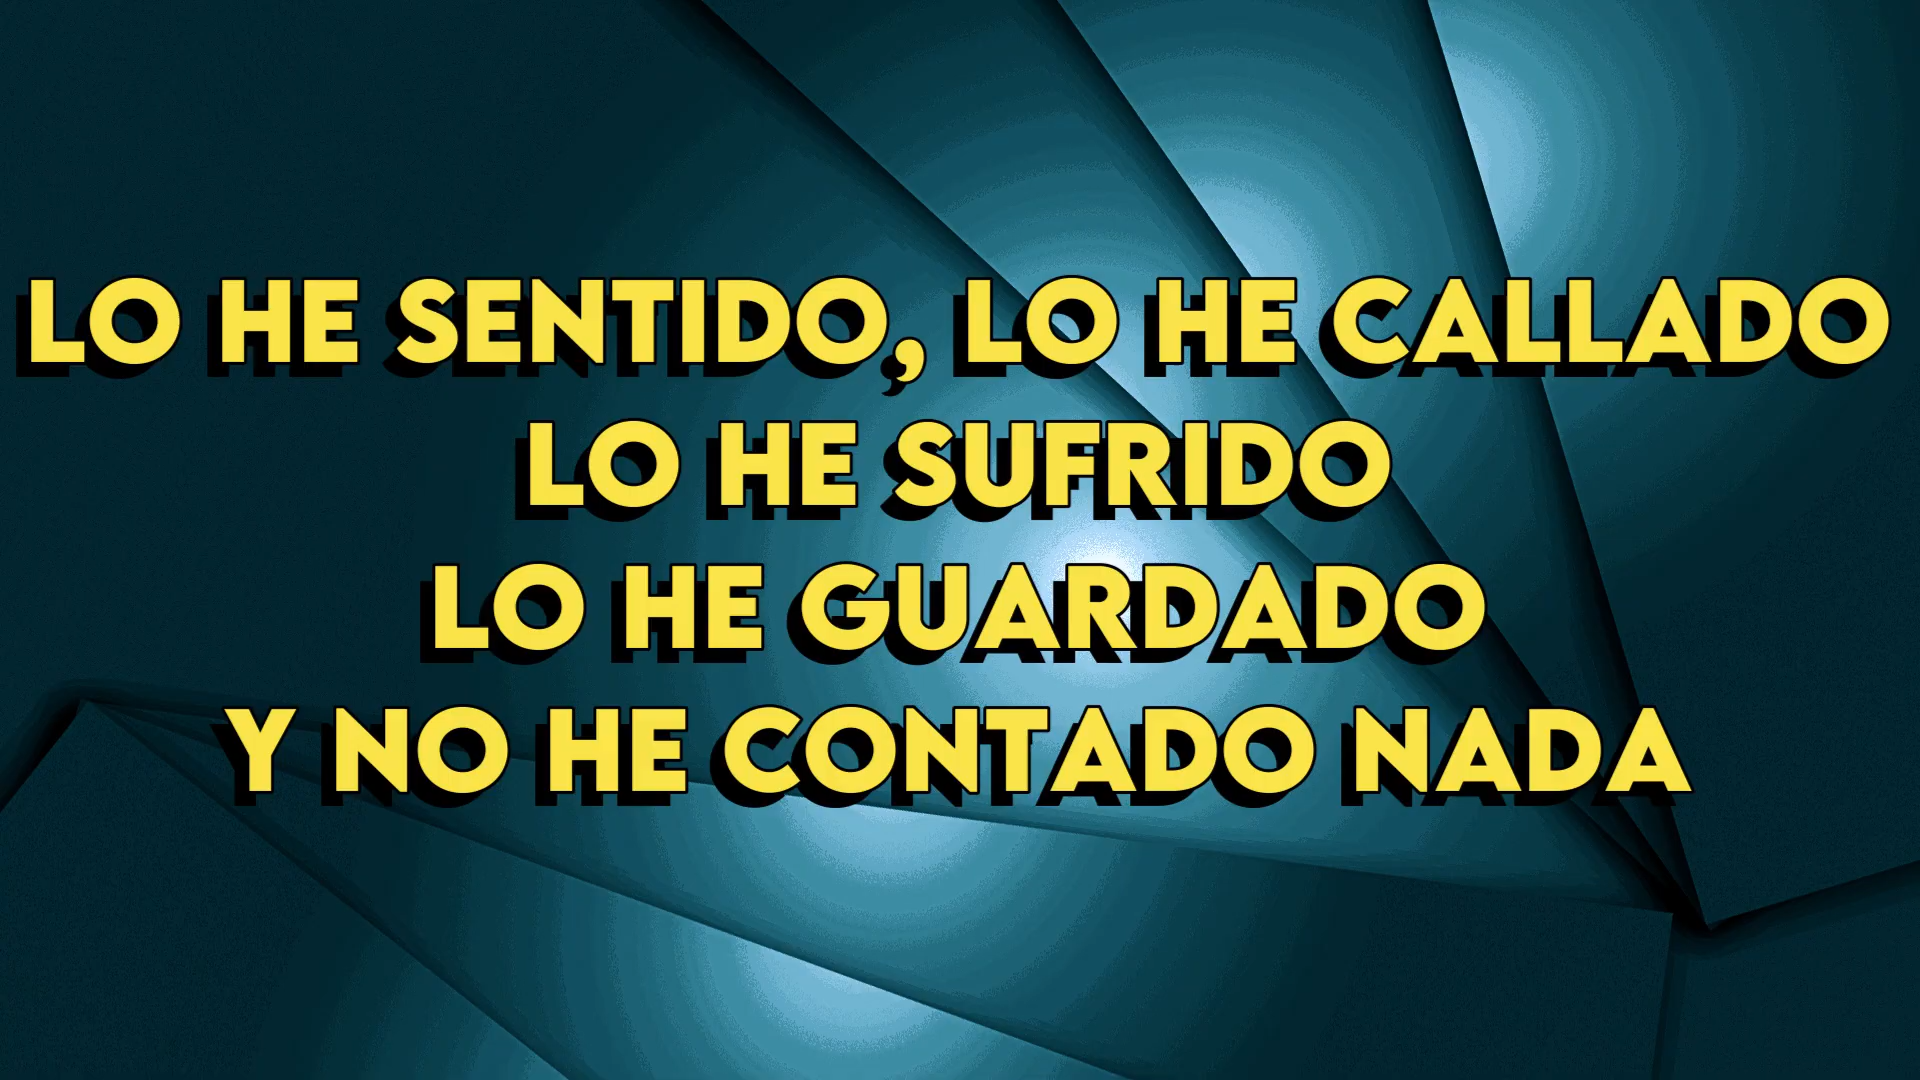 LO HE SENTIDO, LO HE CALLADO
LO HE SUFRIDO
LO HE GUARDADO
Y NO HE CONTADO NADA